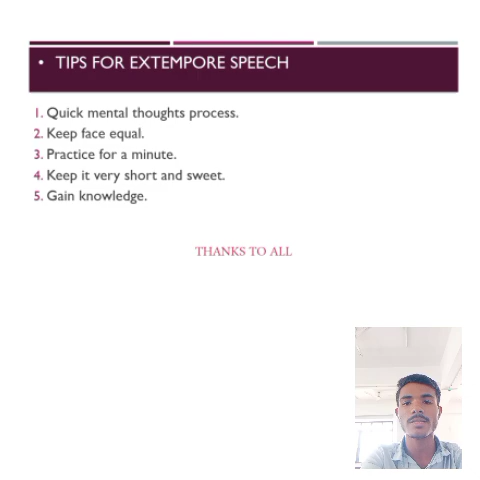 • TIPS FOR EXTEMPORE SPEECH
1. Quick mental thoughts process.
2. Keep face equal.
3. Practice for a minute.
4. Keep it very short and sweet.
5. Gain knowledge.
THANKS TO ALL